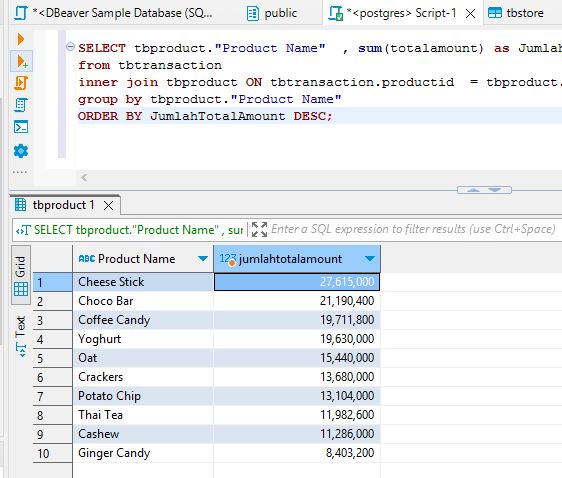 *<DBeaver Sample Database (SQ... public *<postgres> Script-1 tbstore
SELECT tbproduct."Product Name" , sum(totalamount) as Jumlah
from tbtransaction
inner join tbproduct ON tbtransaction.productid = tbproduct.
group by tbproduct."Product Name"
ORDER BY JumlahTotalAmount DESC;
tbproduct 1
SELECT tbproduct."Product Name" , sur Enter a SQL expression to filter results (use Ctrl+Space)
Grid
Text
ABC Product Name 123 jumlahtotalamount
1 Cheese Stick 27,615,000
2 Choco Bar 21,190,400
3 Coffee Candy 19,711,800
4 Yoghurt 19,630,000
5 Oat 15,440,000
6 Crackers 13,680,000
7 Potato Chip 13,104,000
8 Thai Tea 11,982,600
9 Cashew 11,286,000
10 Ginger Candy 8,403,200